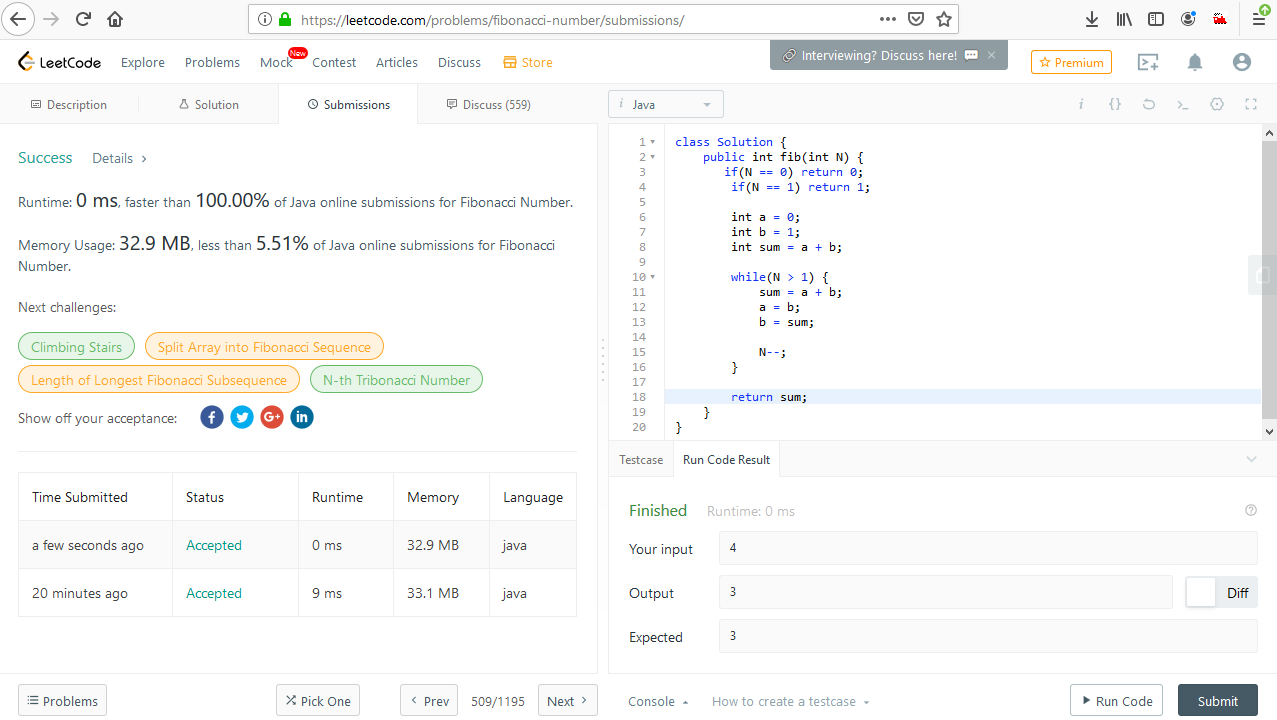 https://leetcode.com/problems/fibonacci-number/submissions/
LeetCode Explore Problems Mock New Contest Articles Discuss Store Interviewing? Discuss here! Premium
Description Solution Submissions Discuss (559)
Success Details
Runtime: 0 ms, faster than 100.00% of Java online submissions for Fibonacci Number.
Memory Usage: 32.9 MB, less than 5.51% of Java online submissions for Fibonacci
Number.
Next challenges:
Climbing Stairs Split Array into Fibonacci Sequence
Length of Longest Fibonacci Subsequence N-th Tribonacci Number
Show off your acceptance: f G+ in
Time Submitted Status Runtime Memory Language
a few seconds ago Accepted 0 ms 32.9 MB java
20 minutes ago Accepted 9 ms 33.1 MB java
Problems Pick One Prev 509/1195 Next
i Java i {}
1 class Solution {
2 public int fib(int N) {
3 if(N == 0) return 0;
4 if(N == 1) return 1;
5
6 int a = 0;
7 int b = 1;
8 int sum = a + b;
9
10 while(N > 1) {
11 sum = a + b;
12 a = b;
13 b = sum;
14
15 N--;
16 }
17
18 return sum;
19 }
20 }
Testcase Run Code Result
Finished Runtime: 0 ms
Your input 4
Output 3 Diff
Expected 3
Console How to create a testcase Run Code Submit